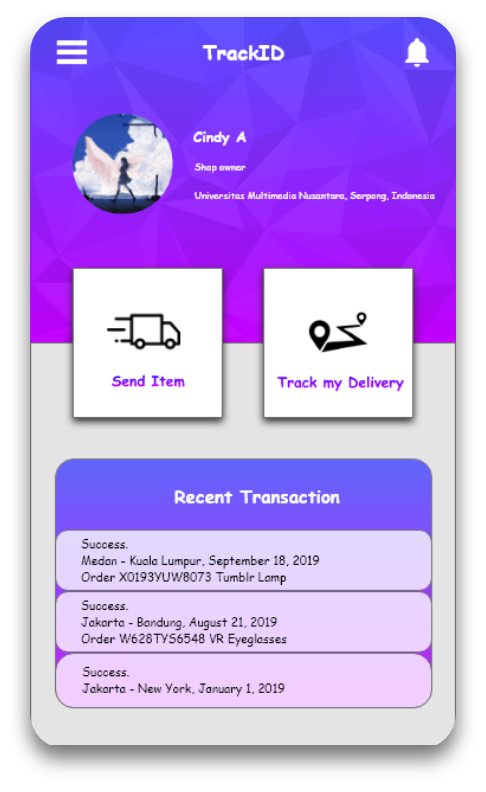 TrackID
Cindy A
Shop owner
Universitas Multimedia Nusantara, Serpong, Indonesia
Send Item
Track my Delivery
Recent Transaction
Success.
Medan - Kuala Lumpur, September 18, 2019
Order X0193YUW8073 Tumblr Lamp
Success.
Jakarta - Bandung, August 21, 2019
Order W628TYS6548 VR Eyeglasses
Success.
Jakarta - New York, January 1, 2019